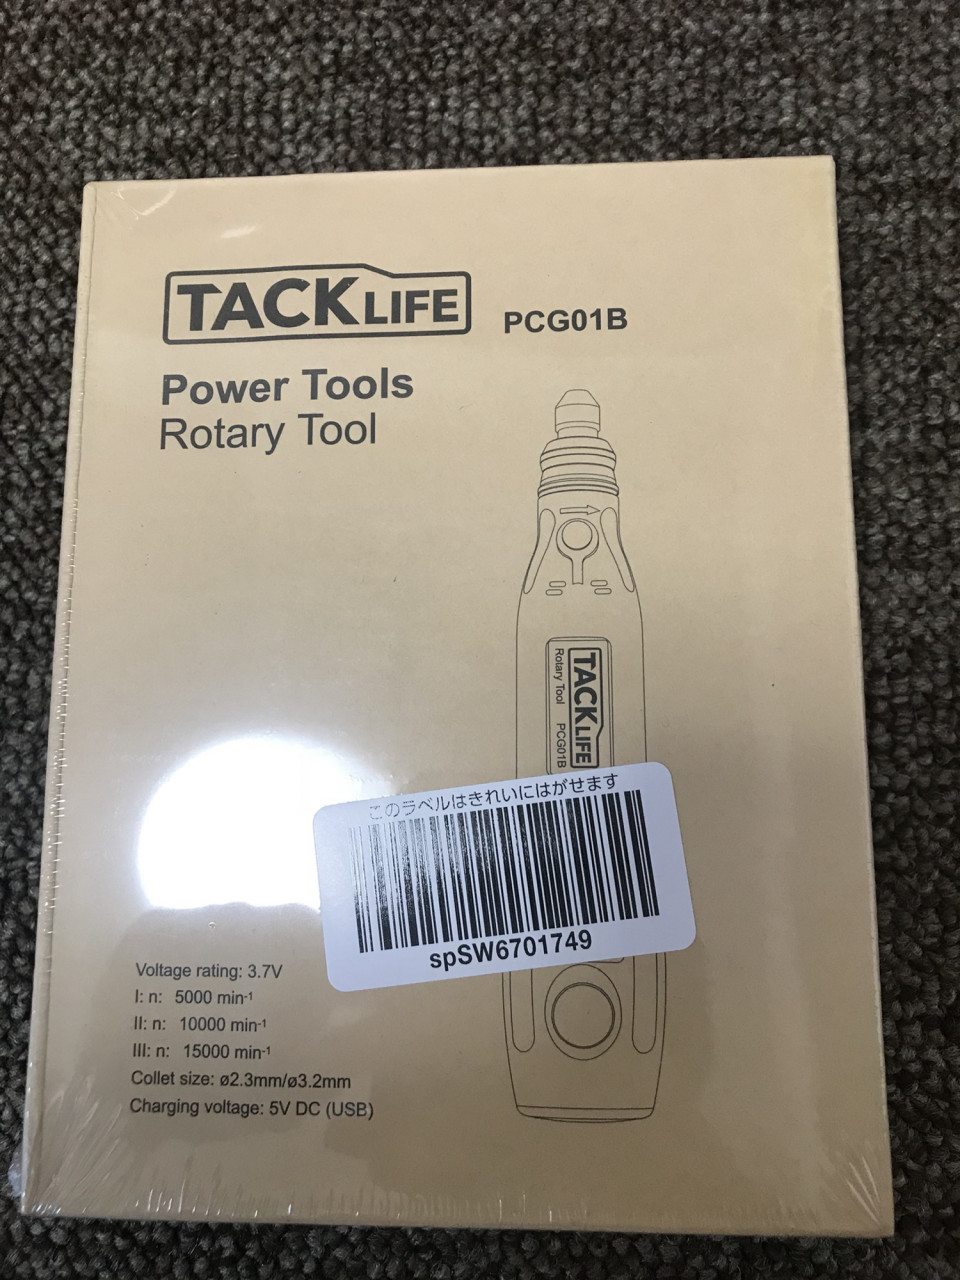 TACKLIFE
PCG01B
Power Tools
Rotary Tool
TACKLIFE
Rotary Tool PCG01B
このラベルはきれいにはがせます
spSW6701749
Voltage rating: 3.7V
I: n: 5000 min-¹
II: n: 10000 min-¹
III: n: 15000 min-¹
Collet size: ø2.3mm/ø3.2mm
Charging voltage: 5V DC (USB)